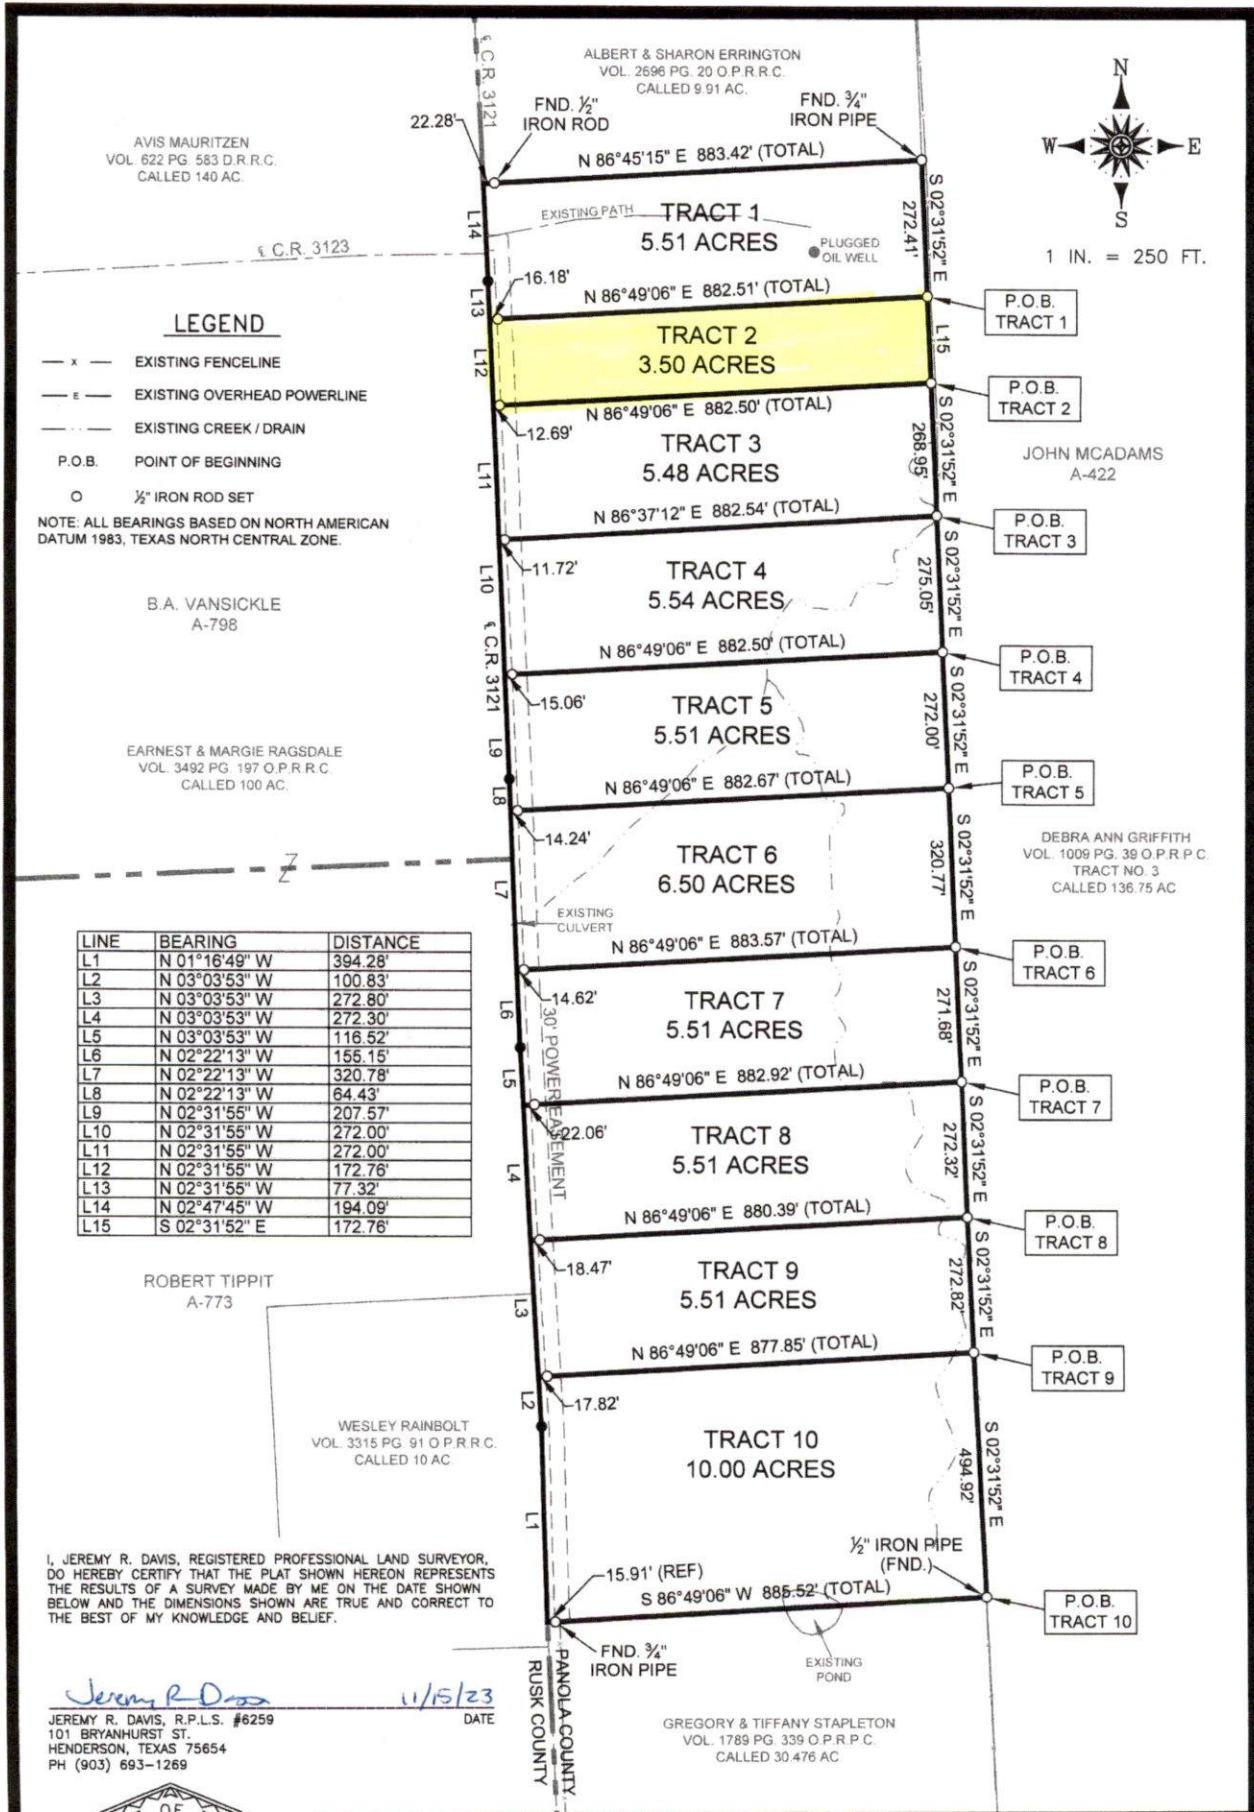 ALBERT & SHARON ERRINGTON
VOL. 2696 PG. 20 O.P.R.R.C.
CALLED 9.91 AC.
℄ C.R. 3121
22.28'
FND. ½"
IRON ROD
FND. ¾"
IRON PIPE
N
W
E
S
1 IN. = 250 FT.
AVIS MAURITZEN
VOL. 622 PG. 583 D.R.R.C.
CALLED 140 AC.
N 86°45'15" E 883.42' (TOTAL)
L14
EXISTING PATH
TRACT 1
5.51 ACRES
PLUGGED
OIL WELL
S 02°31'52" E
272.41'
℄ C.R. 3123
L13
16.18'
N 86°49'06" E 882.51' (TOTAL)
P.O.B.
TRACT 1
LEGEND
x EXISTING FENCELINE
E EXISTING OVERHEAD POWERLINE
EXISTING CREEK / DRAIN
P.O.B. POINT OF BEGINNING
O ½" IRON ROD SET
NOTE: ALL BEARINGS BASED ON NORTH AMERICAN
DATUM 1983, TEXAS NORTH CENTRAL ZONE.
L12
TRACT 2
3.50 ACRES
L15
P.O.B.
TRACT 2
N 86°49'06" E 882.50' (TOTAL)
12.69'
L11
TRACT 3
5.48 ACRES
S 02°31'52" E
268.95'
JOHN MCADAMS
A-422
N 86°37'12" E 882.54' (TOTAL)
P.O.B.
TRACT 3
11.72'
L10
TRACT 4
5.54 ACRES
S 02°31'52" E
275.05'
B.A. VANSICKLE
A-798
℄ C.R. 3121
N 86°49'06" E 882.50' (TOTAL)
P.O.B.
TRACT 4
15.06'
L9
TRACT 5
5.51 ACRES
S 02°31'52" E
272.00'
EARNEST & MARGIE RAGSDALE
VOL. 3492 PG. 197 O.P.R.R.C.
CALLED 100 AC.
L8
N 86°49'06" E 882.67' (TOTAL)
P.O.B.
TRACT 5
14.24'
Z
L7
TRACT 6
6.50 ACRES
S 02°31'52" E
320.77'
DEBRA ANN GRIFFITH
VOL. 1009 PG. 39 O.P.R P.C.
TRACT NO. 3
CALLED 136.75 AC
EXISTING
CULVERT
N 86°49'06" E 883.57' (TOTAL)
P.O.B.
TRACT 6
LINE BEARING DISTANCE
L1 N 01°16'49" W 394.28'
L2 N 03°03'53" W 100.83'
L3 N 03°03'53" W 272.80'
L4 N 03°03'53" W 272.30'
L5 N 03°03'53" W 116.52'
L6 N 02°22'13" W 155.15'
L7 N 02°22'13" W 320.78'
L8 N 02°22'13" W 64.43'
L9 N 02°31'55" W 207.57'
L10 N 02°31'55" W 272.00'
L11 N 02°31'55" W 272.00'
L12 N 02°31'55" W 172.76'
L13 N 02°31'55" W 77.32'
L14 N 02°47'45" W 194.09'
L15 S 02°31'52" E 172.76'
14.62'
L6
30' POWER EASEMENT
TRACT 7
5.51 ACRES
S 02°31'52" E
271.68'
L5
N 86°49'06" E 882.92' (TOTAL)
P.O.B.
TRACT 7
22.06'
L4
TRACT 8
5.51 ACRES
S 02°31'52" E
272.32'
N 86°49'06" E 880.39' (TOTAL)
P.O.B.
TRACT 8
18.47'
L3
TRACT 9
5.51 ACRES
S 02°31'52" E
272.82'
ROBERT TIPPIT
A-773
N 86°49'06" E 877.85' (TOTAL)
P.O.B.
TRACT 9
L2
17.82'
WESLEY RAINBOLT
VOL. 3315 PG. 91 O P.R.R.C.
CALLED 10 AC
TRACT 10
10.00 ACRES
S 02°31'52" E
494.92'
L1
½" IRON PIPE
(FND.)
15.91' (REF)
S 86°49'06" W 885.52' (TOTAL)
P.O.B.
TRACT 10
FND. ¾"
IRON PIPE
EXISTING
POND
PANOLA COUNTY
RUSK COUNTY
I, JEREMY R. DAVIS, REGISTERED PROFESSIONAL LAND SURVEYOR,
DO HEREBY CERTIFY THAT THE PLAT SHOWN HEREON REPRESENTS
THE RESULTS OF A SURVEY MADE BY ME ON THE DATE SHOWN
BELOW AND THE DIMENSIONS SHOWN ARE TRUE AND CORRECT TO
THE BEST OF MY KNOWLEDGE AND BELIEF.
11/15/23
JEREMY R. DAVIS, R.P.L.S. #6259 DATE
101 BRYANHURST ST.
HENDERSON, TEXAS 75654
PH (903) 693-1269
GREGORY & TIFFANY STAPLETON
VOL. 1789 PG. 339 O.P.R.P.C.
CALLED 30.476 AC
OF